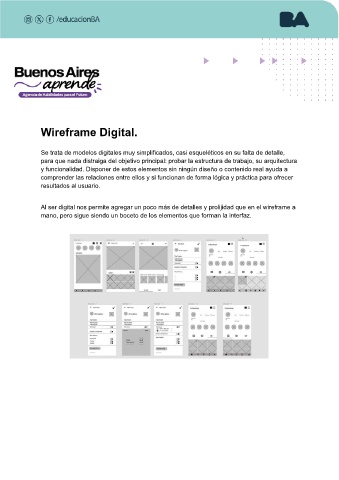 /educacionBA
BA
Buenos Aires
aprende
Agencia de Habilidades para el Futuro
Wireframe Digital.
Se trata de modelos digitales muy simplificados, casi esqueléticos en su falta de detalle,
para que nada distraiga del objetivo principal: probar la estructura de trabajo, su arquitectura
y funcionalidad. Disponer de estos elementos sin ningún diseño o contenido real ayuda a
comprender las relaciones entre ellos y si funcionan de forma lógica y práctica para ofrecer
resultados al usuario.
Al ser digital nos permite agregar un poco más de detalles y prolijidad que en el wireframe a
mano, pero sigue siendo un boceto de los elementos que forman la interfaz.